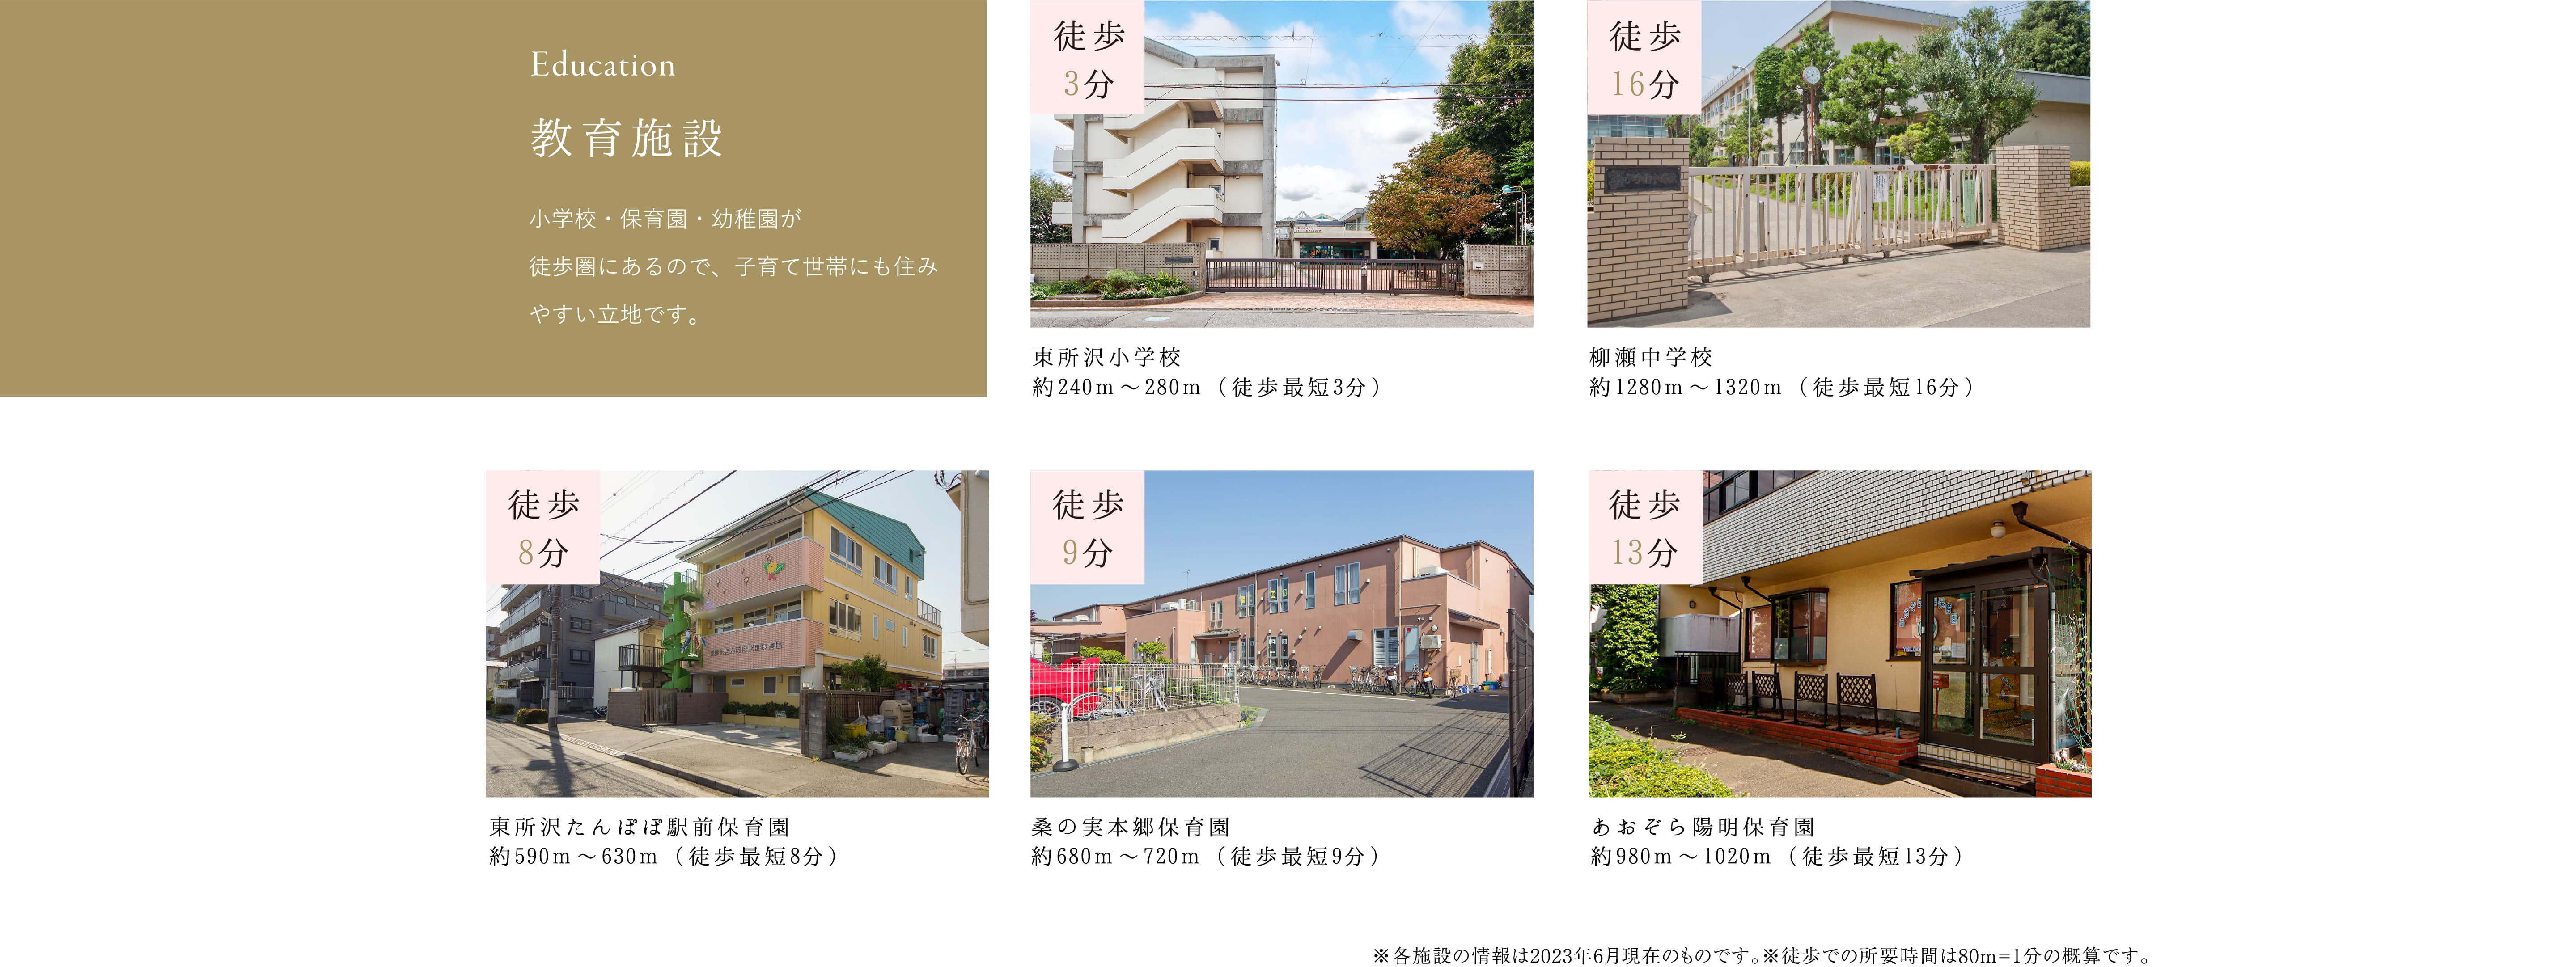 Education
教育施設
小学校・保育園・幼稚園が
徒歩圏にあるので、子育て世帯にも住み
やすい立地です。
徒歩
3分
東所沢小学校
約240m～280m（徒歩最短3分）
徒歩
16分
柳瀬中学校
約1280m～1320m（徒歩最短16分）
徒歩
8分
東所沢たんぽぽ駅前保育園
約590m～630m（徒歩最短8分）
徒歩
9分
桑の実本郷保育園
約680m～720m（徒歩最短9分）
徒歩
13分
あおぞら陽明保育園
約980m～1020m（徒歩最短13分）
※各施設の情報は2023年6月現在のものです。※徒歩での所要時間は80m=1分の概算です。